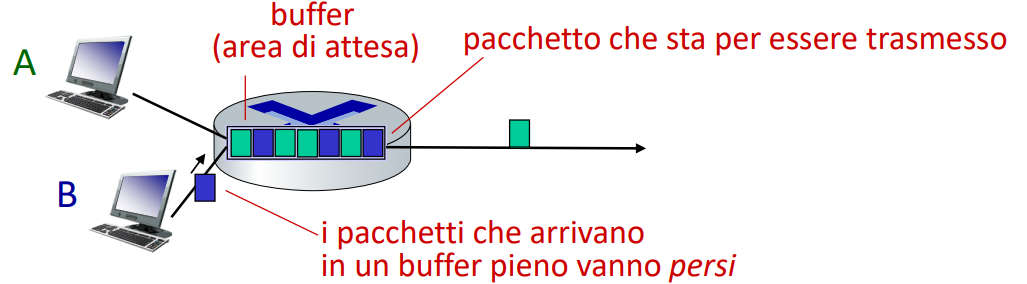 buffer
(area di attesa)
pacchetto che sta per essere trasmesso
A
B
i pacchetti che arrivano
in un buffer pieno vanno persi